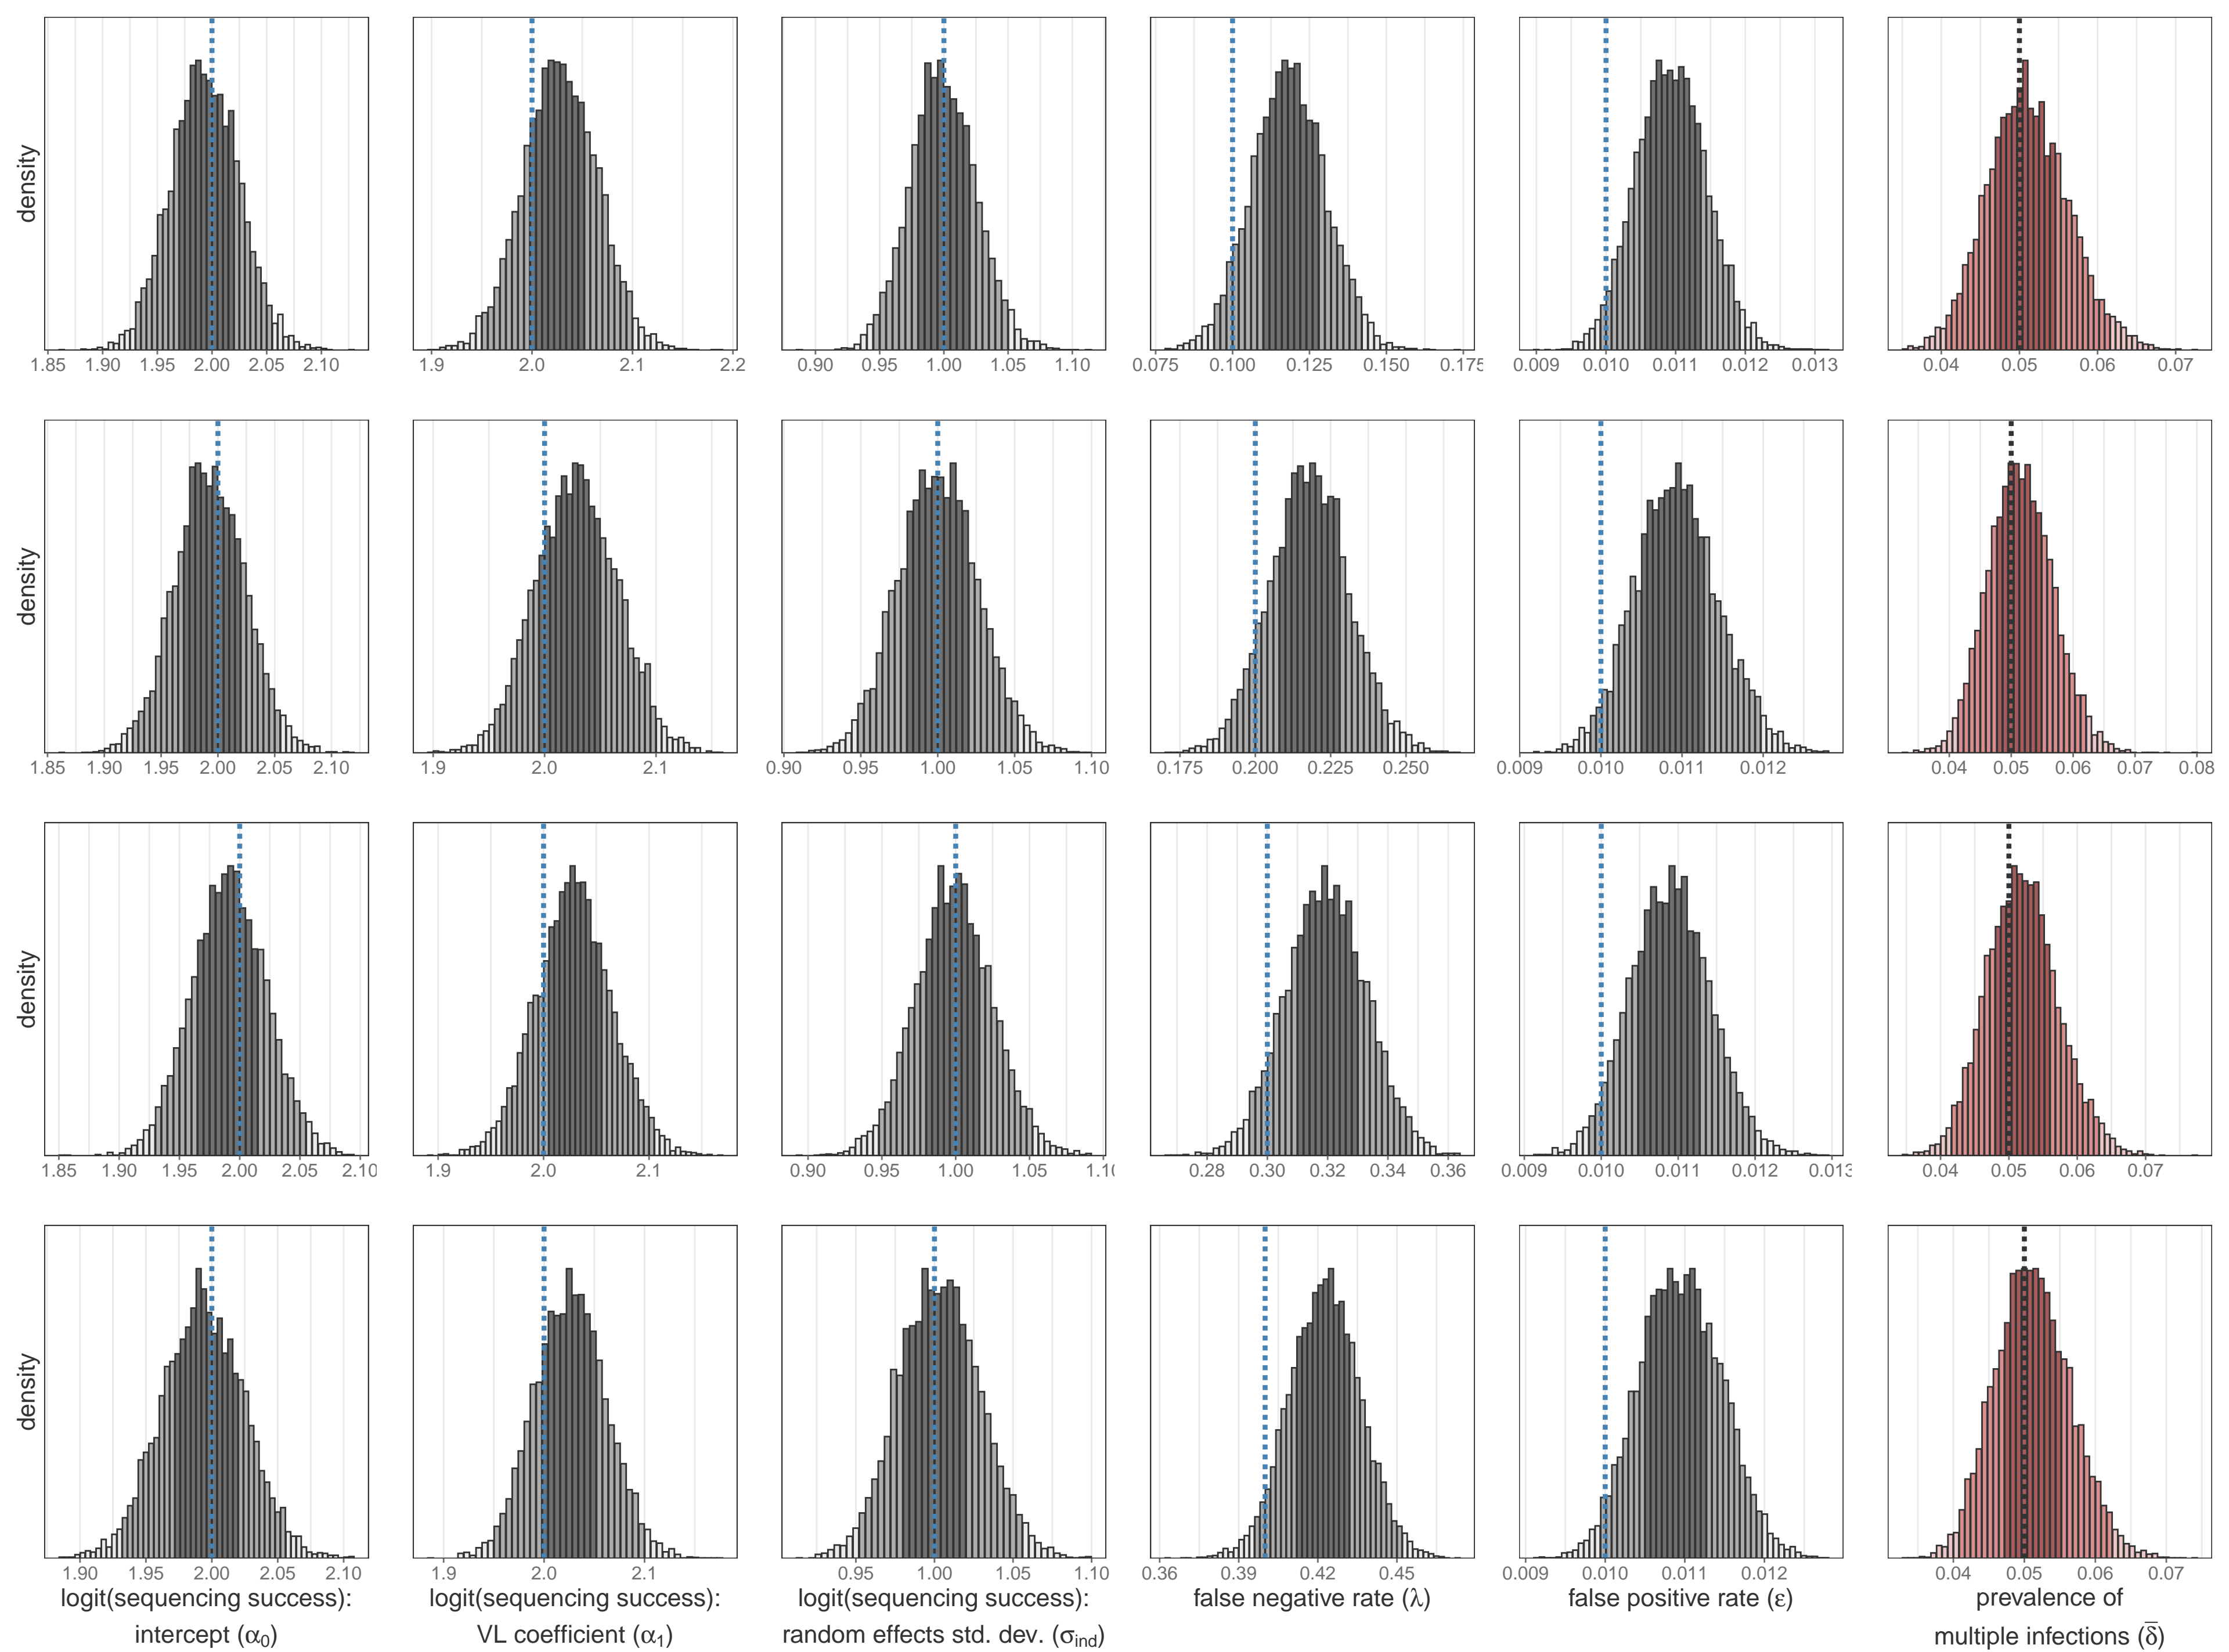 density
1.85 1.90 1.95 2.00 2.05 2.10
1.9 2.0 2.1 2.2
0.90 0.95 1.00 1.05 1.10
0.075 0.100 0.125 0.150 0.175
0.009 0.010 0.011 0.012 0.013
0.04 0.05 0.06 0.07
density
1.85 1.90 1.95 2.00 2.05 2.10
1.9 2.0 2.1
0.90 0.95 1.00 1.05 1.10
0.175 0.200 0.225 0.250
0.009 0.010 0.011 0.012
0.04 0.05 0.06 0.07 0.08
density
1.85 1.90 1.95 2.00 2.05 2.10
1.9 2.0 2.1
0.90 0.95 1.00 1.05 1.10
0.28 0.30 0.32 0.34 0.36
0.009 0.010 0.011 0.012 0.013
0.04 0.05 0.06 0.07
density
1.90 1.95 2.00 2.05 2.10
1.9 2.0 2.1
0.95 1.00 1.05 1.10
0.36 0.39 0.42 0.45
0.009 0.010 0.011 0.012
0.04 0.05 0.06 0.07
logit(sequencing success):
intercept (α0)
logit(sequencing success):
VL coefficient (α1)
logit(sequencing success):
random effects std. dev. (σind)
false negative rate (λ)
false positive rate (ε)
prevalence of
multiple infections (δ̅)